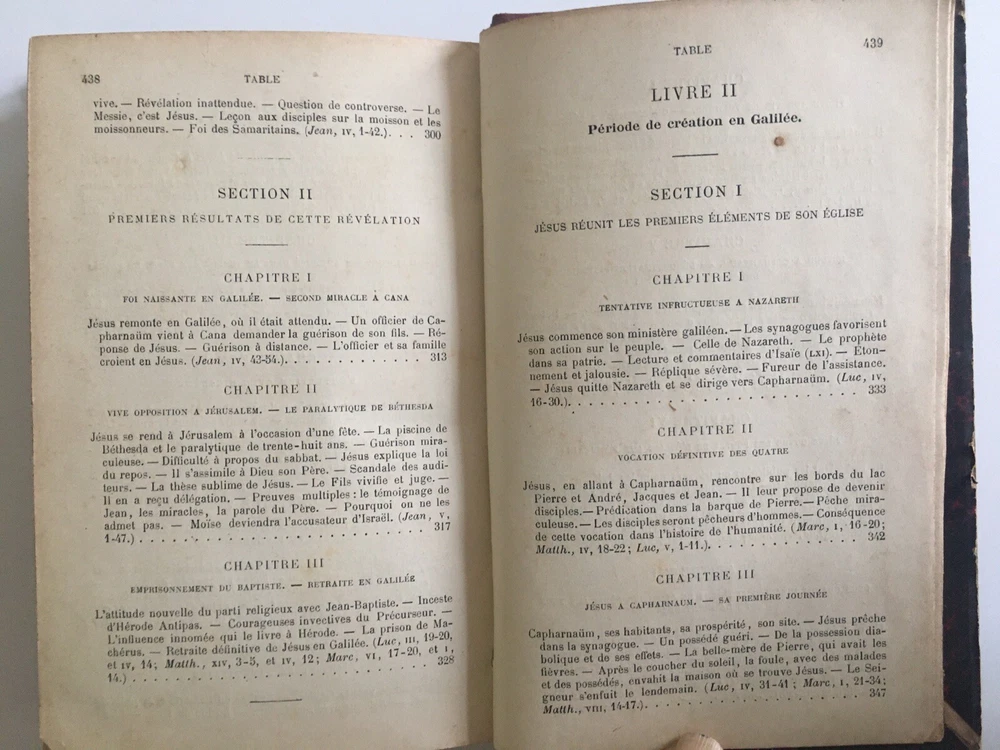 438
TABLE
vive. — Révélation inattendue. — Question de controverse. — Le
Messie, c'est Jésus. — Leçon aux disciples sur la moisson et les
moissonneurs. — Foi des Samaritains. (Jean, IV, 1-42.). . . 300
SECTION II
PREMIERS RÉSULTATS DE CETTE RÉVÉLATION
CHAPITRE I
FOI NAISSANTE EN GALILÉE. — SECOND MIRACLE A CANA
Jésus remonte en Galilée, où il était attendu. — Un officier de Ca-
pharnaüm vient à Cana demander la guérison de son fils. — Ré-
ponse de Jésus. — Guérison à distance. — L'officier et sa famille
croient en Jésus. (Jean, IV, 43-54.). . . . . . . . . . . . . 313
CHAPITRE II
VIVE OPPOSITION A JÉRUSALEM. — LE PARALYTIQUE DE BÉTHESDA
Jésus se rend à Jérusalem à l'occasion d'une fête. — La piscine de
Béthesda et le paralytique de trente-huit ans. — Guérison mira-
culeuse. — Difficulté à propos du sabbat. — Jésus explique la loi
du repos. — Il s'assimile à Dieu son Père. — Scandale des audi-
teurs. — La thèse sublime de Jésus. — Le Fils vivifie et juge. —
Il en a reçu délégation. — Preuves multiples : le témoignage de
Jean, les miracles, la parole du Père. — Pourquoi on ne les
admet pas. — Moïse deviendra l'accusateur d'Israël. (Jean, V,
1-47.) . . . . . . . . . . . . . . . . . . . . . . . . 317
CHAPITRE III
EMPRISONNEMENT DU BAPTISTE. — RETRAITE EN GALILÉE
L'attitude nouvelle du parti religieux avec Jean-Baptiste. — Inceste
d'Hérode Antipas. — Courageuses invectives du Précurseur. —
L'influence innomée qui le livre à Hérode. — La prison de Ma-
chérus. — Retraite définitive de Jésus en Galilée. (Luc, III, 19-20,
et IV, 14; Matth., XIV, 3-5, et IV, 12; Marc, VI, 17-20, et I,
14.) . . . . . . . . . . . . . . . . . . . . . . . . 328
TABLE
439
LIVRE II
Période de création en Galilée.
SECTION I
JÉSUS RÉUNIT LES PREMIERS ÉLÉMENTS DE SON ÉGLISE
CHAPITRE I
TENTATIVE INFRUCTUEUSE A NAZARETH
Jésus commence son ministère galiléen. — Les synagogues favorisent
son action sur le peuple. — Celle de Nazareth. — Le prophète
dans sa patrie. — Lecture et commentaires d'Isaïe (LXI). — Éton-
nement et jalousie. — Réplique sévère. — Fureur de l'assistance.
— Jésus quitte Nazareth et se dirige vers Capharnaüm. (Luc, IV,
16-30.). . . . . . . . . . . . . . . . . . . . . . . . 333
CHAPITRE II
VOCATION DÉFINITIVE DES QUATRE
Jésus, en allant à Capharnaüm, rencontre sur les bords du lac
Pierre et André, Jacques et Jean. — Il leur propose de devenir
disciples. — Prédication dans la barque de Pierre. — Pêche mira-
culeuse. — Les disciples seront pêcheurs d'hommes. — Conséquence
de cette vocation dans l'histoire de l'humanité. (Marc, I, 16-20;
Matth., IV, 18-22; Luc, V, 1-11.). . . . . . . . . . . . . 342
CHAPITRE III
JÉSUS A CAPHARNAUM. — SA PREMIÈRE JOURNÉE
Capharnaüm, ses habitants, sa prospérité, son site. — Jésus prêche
dans la synagogue. — Un possédé guéri. — De la possession dia-
bolique et de ses effets. — La belle-mère de Pierre, qui avait les
fièvres. — Après le coucher du soleil, la foule, avec des malades
et des possédés, envahit la maison où se trouve Jésus. — Le Sei-
gneur s'enfuit le lendemain. (Luc, IV, 31-41 ; Marc, I, 21-34;
Matth., VIII, 14-17.). . . . . . . . . . . . . . . . . . . 347